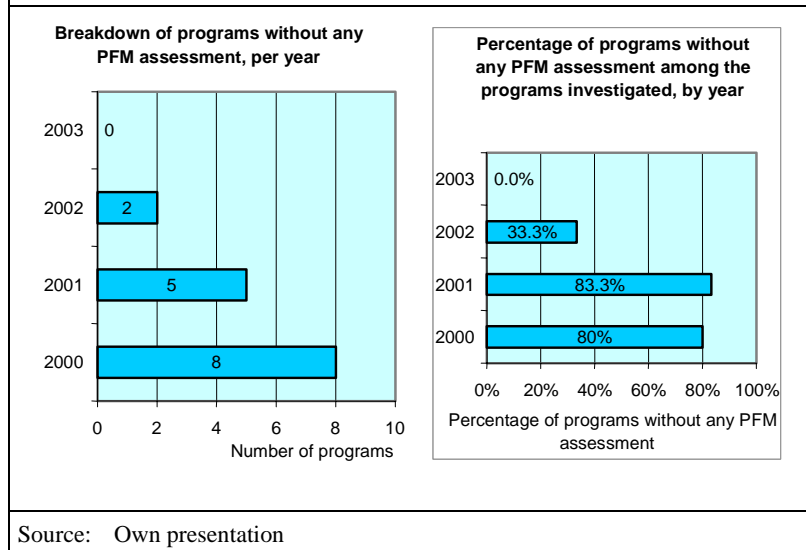 Breakdown of programs without any
PFM assessment, per year
2003
0
2002
2
2001
5
2000
8
0 2 4 6 8 10
Number of programs
Percentage of programs without
any PFM assessment among the
programs investigated, by year
2003
0.0%
2002
33.3%
2001
83.3%
2000
80%
0% 20% 40% 60% 80% 100%
Percentage of programs without any PFM
assessment
Source: Own presentation